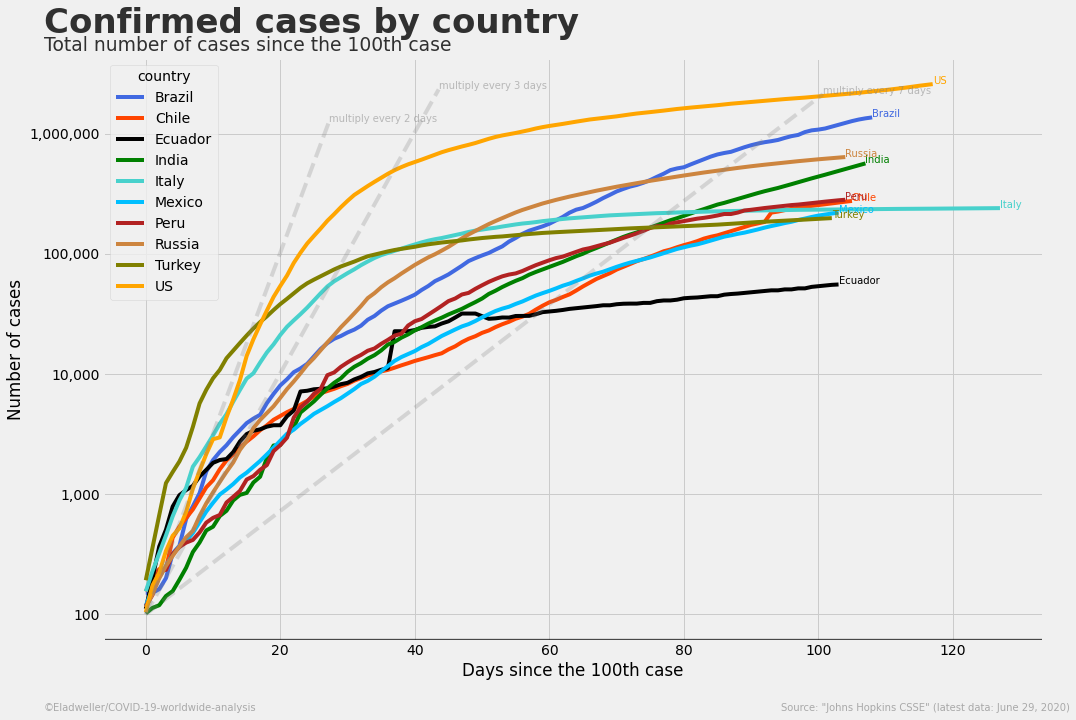 Confirmed cases by country
Total number of cases since the 100th case
country
Brazil
Chile
Ecuador
India
Italy
Mexico
Peru
Russia
Turkey
US
multiply every 2 days
multiply every 3 days
multiply every 7 days
US
Brazil
Russia
India
Peru
Chile
Italy
Mexico
Turkey
Ecuador
Number of cases
1,000,000
100,000
10,000
1,000
100
0 20 40 60 80 100 120
Days since the 100th case
©Eladweller/COVID-19-worldwide-analysis
Source: "Johns Hopkins CSSE" (latest data: June 29, 2020)